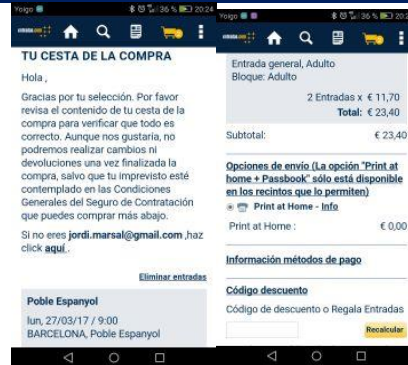 Yoigo
36 % 20:24
TU CESTA DE LA COMPRA
Hola ,
Gracias por tu selección. Por favor
revisa el contenido de tu cesta de la
compra para verificar que todo es
correcto. Aunque nos gustaría, no
podremos realizar cambios ni
devoluciones una vez finalizada la
compra, salvo que tu imprevisto esté
contemplado en las Condiciones
Generales del Seguro de Contratación
que puedes comprar más abajo.
Si no eres jordi.marsal@gmail.com ,haz
click aquí .
Eliminar entradas
Poble Espanyol
lun, 27/03/17 / 9:00
BARCELONA, Poble Espanyol
Yoigo
35 %
Entrada general, Adulto
Bloque: Adulto
2 Entradas x € 11,70
Total: € 23,40
Subtotal: € 23,40
Opciones de envío (La opción "Print at
home + Passbook" sólo está disponible
en los recintos que lo permiten)
Print at Home - Info
Print at Home : € 0,00
Información métodos de pago
Código descuento
Código de descuento o Regala Entradas
Recalcular